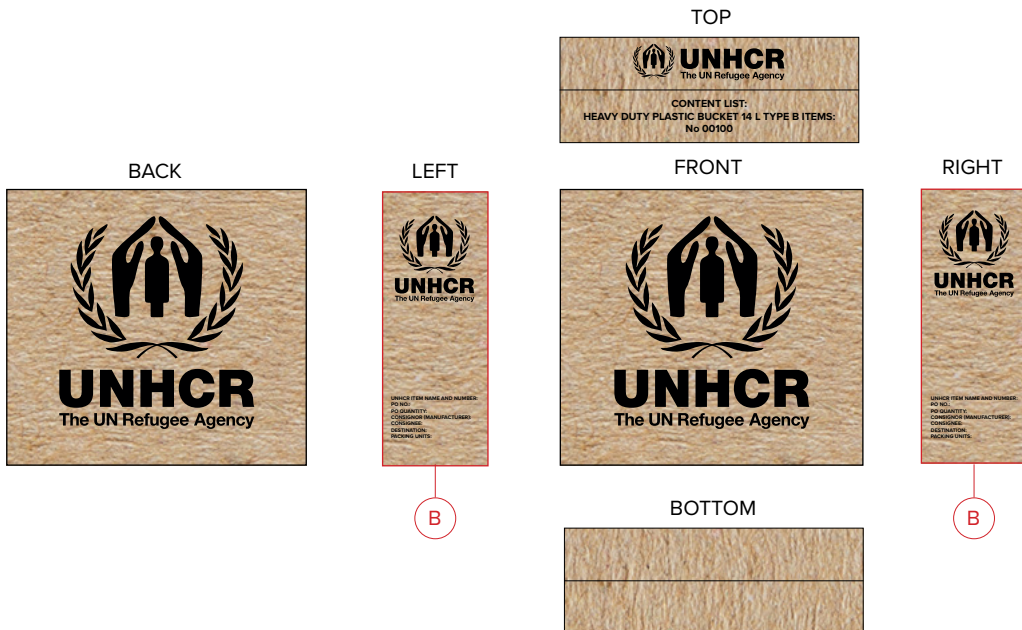 TOP
UNHCR
The UN Refugee Agency
CONTENT LIST:
HEAVY DUTY PLASTIC BUCKET 14 L TYPE B ITEMS:
No 00100
BACK
LEFT
FRONT
RIGHT
UNHCR
The UN Refugee Agency
UNHCR
The UN Refugee Agency
UNHCR ITEM NAME AND NUMBER:
PO NO.:
PO QUANTITY:
CONSIGNOR (MANUFACTURER):
CONSIGNEE:
DESTINATION:
PACKING UNITS:
UNHCR
The UN Refugee Agency
UNHCR
The UN Refugee Agency
UNHCR ITEM NAME AND NUMBER:
PO NO.:
PO QUANTITY:
CONSIGNOR (MANUFACTURER):
CONSIGNEE:
DESTINATION:
PACKING UNITS:
B
B
BOTTOM